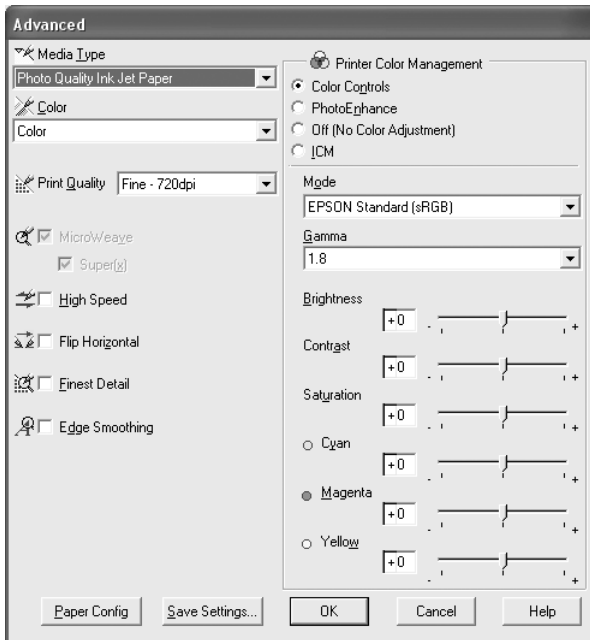 Advanced
Media Type
Photo Quality Ink Jet Paper
Color
Color
Print Quality Fine - 720dpi
MicroWeave
Super(x)
High Speed
Flip Horizontal
Finest Detail
Edge Smoothing
Printer Color Management
Color Controls
PhotoEnhance
Off (No Color Adjustment)
ICM
Mode
EPSON Standard (sRGB)
Gamma
1.8
Brightness
+0 - +
Contrast
+0 - +
Saturation
+0 - +
Cyan
+0 - +
Magenta
+0 - +
Yellow
+0 - +
Paper Config Save Settings... OK Cancel Help